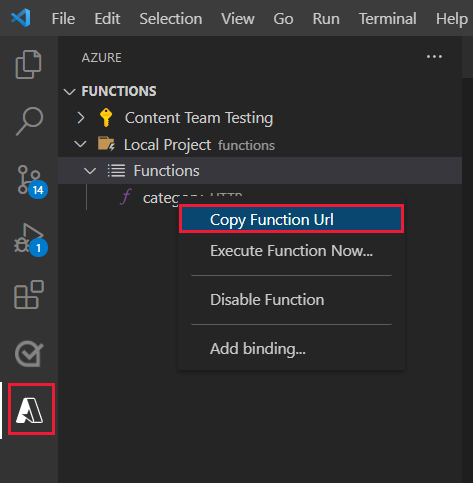 File Edit Selection View Go Run Terminal Help
AZURE
FUNCTIONS
Content Team Testing
Local Project functions
Functions
14
category HTTP
Copy Function Url
1
Execute Function Now...
Disable Function
Add binding...